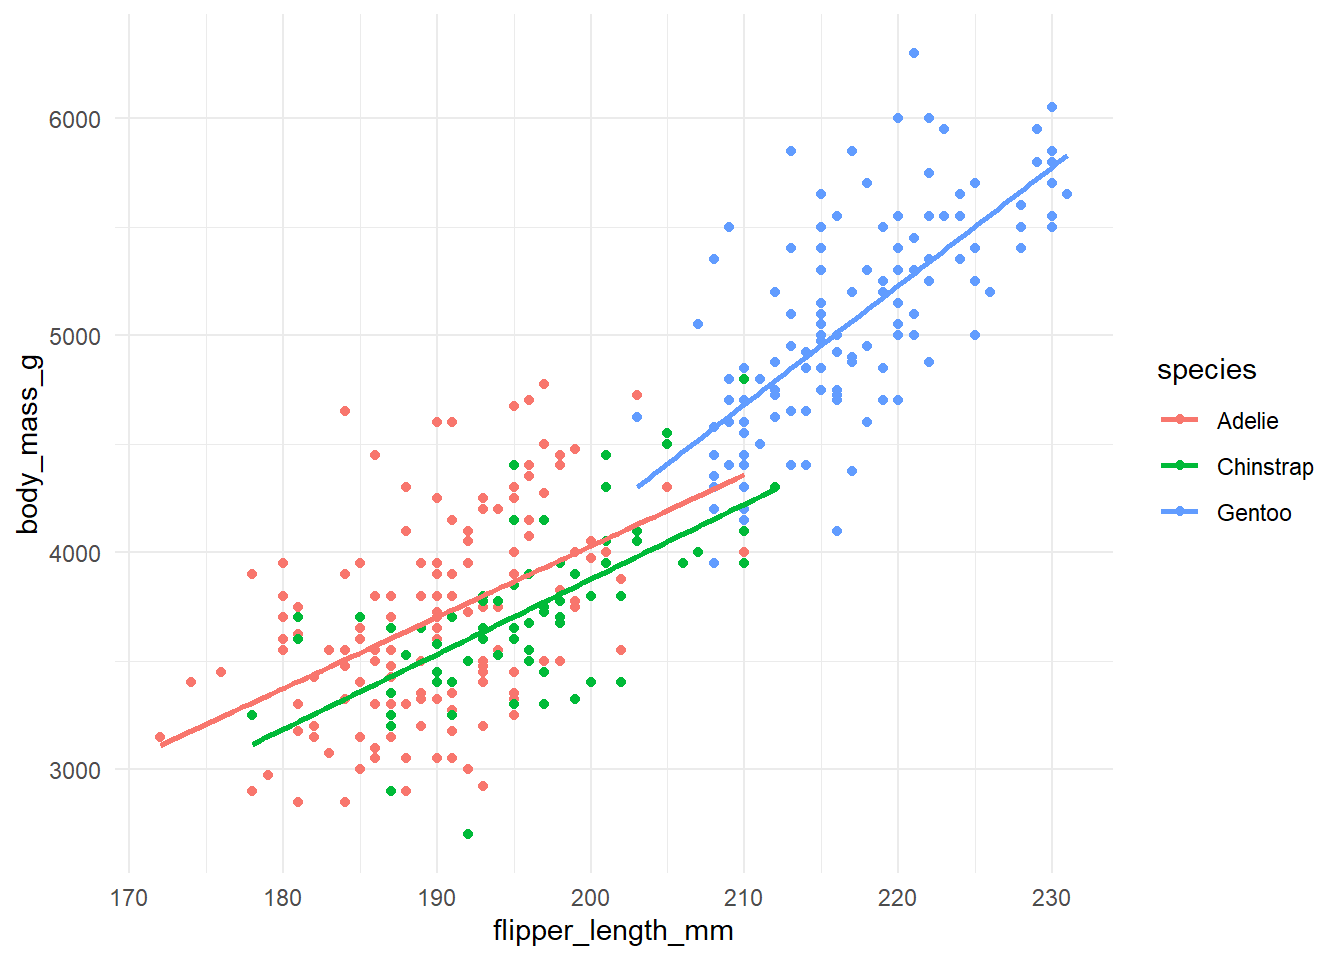 6000
5000
4000
3000
body_mass_g
170 180 190 200 210 220 230
flipper_length_mm
species
Adelie
Chinstrap
Gentoo